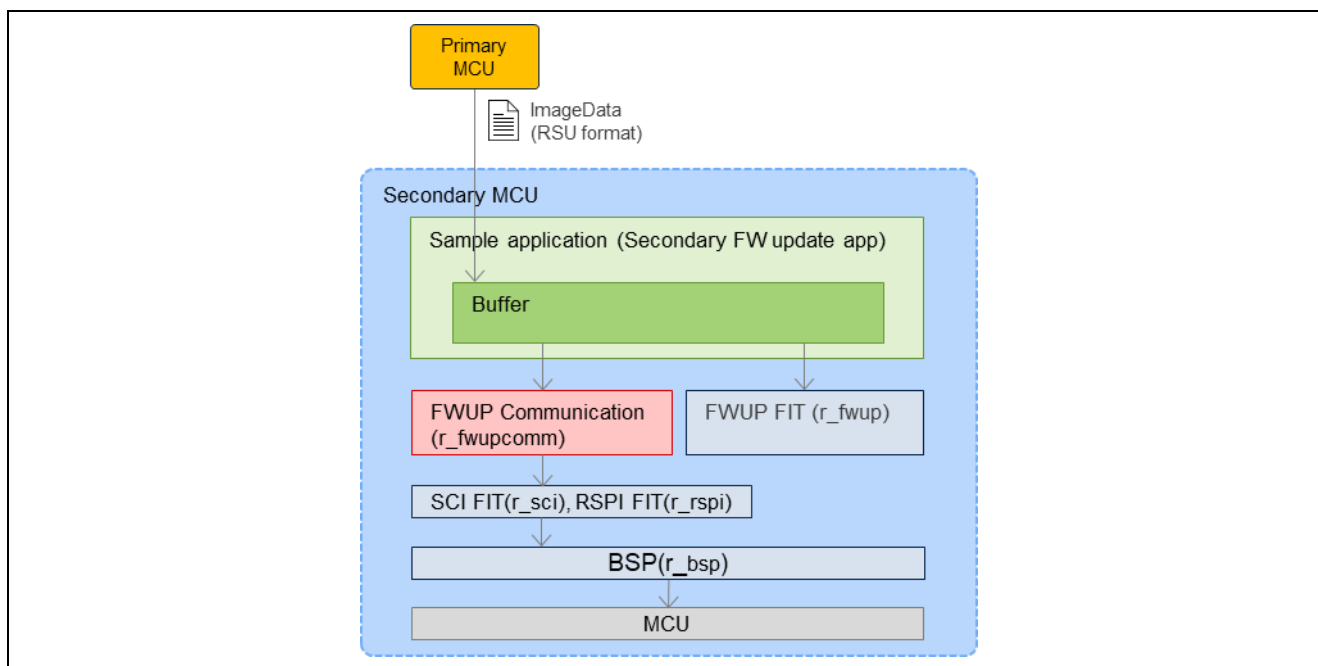 Primary
MCU
ImageData
(RSU format)
Secondary MCU
Sample application (Secondary FW update app)
Buffer
FWUP Communication
(r_fwupcomm)
FWUP FIT (r_fwup)
SCI FIT(r_sci), RSPI FIT(r_rspi)
BSP(r_bsp)
MCU